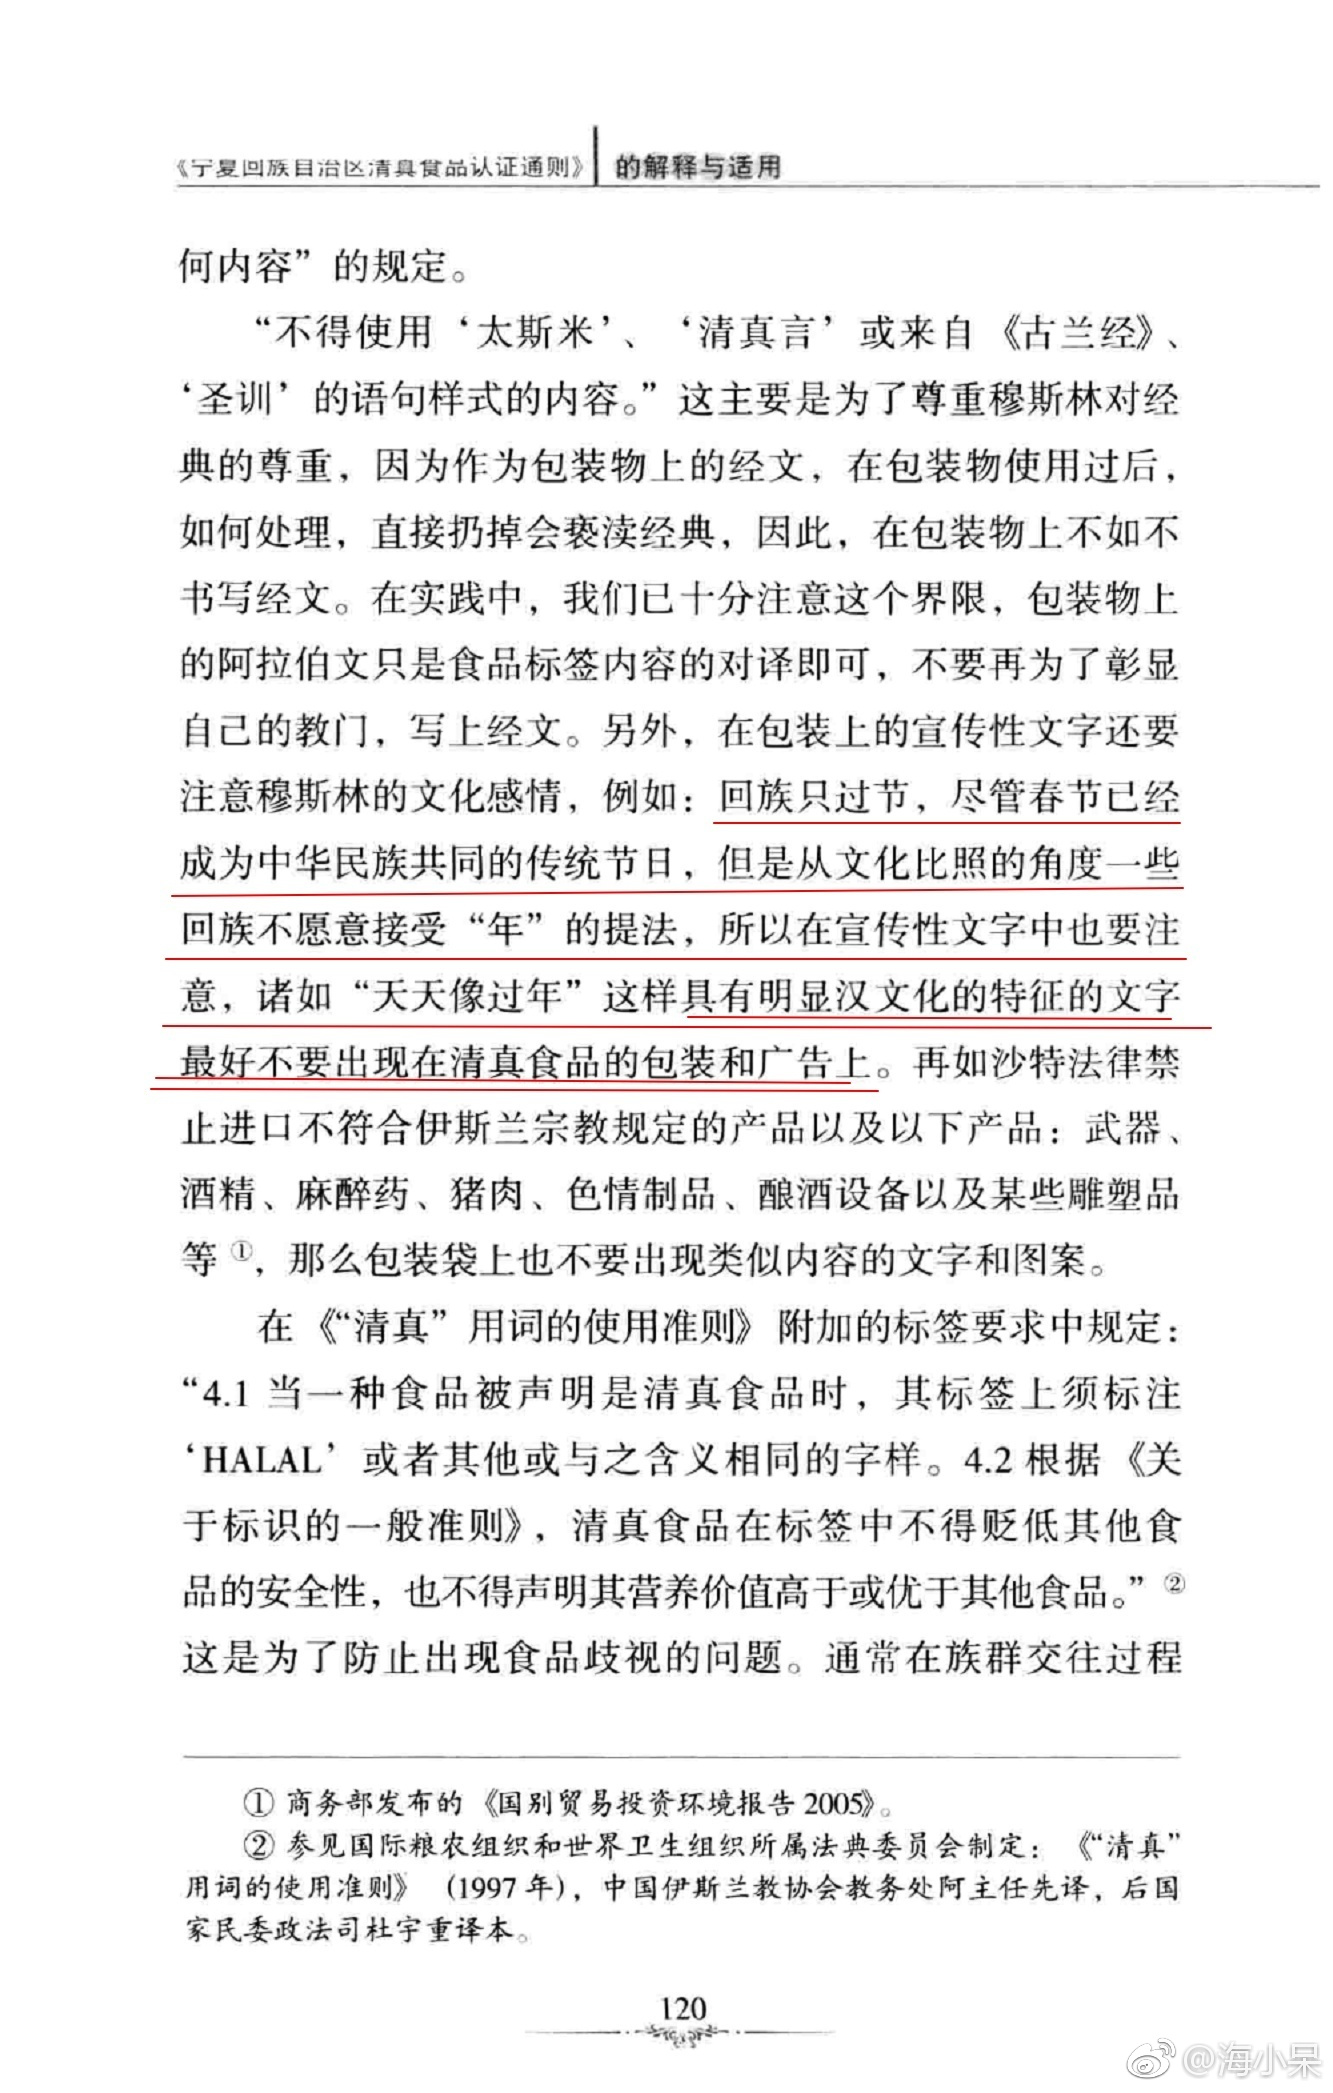 《宁夏回族自治区清真食品认证通则》 的解释与适用
何内容”的规定。
“不得使用‘太斯米’、‘清真言’或来自《古兰经》、
‘圣训’的语句样式的内容。”这主要是为了尊重穆斯林对经
典的尊重，因为作为包装物上的经文，在包装物使用过后，
如何处理，直接扔掉会亵渎经典，因此，在包装物上不如不
书写经文。在实践中，我们已十分注意这个界限，包装物上
的阿拉伯文只是食品标签内容的对译即可，不要再为了彰显
自己的教门，写上经文。另外，在包装上的宣传性文字还要
注意穆斯林的文化感情，例如：回族只过节，尽管春节已经
成为中华民族共同的传统节日，但是从文化比照的角度一些
回族不愿意接受“年”的提法，所以在宣传性文字中也要注
意，诸如“天天像过年”这样具有明显汉文化的特征的文字
最好不要出现在清真食品的包装和广告上。再如沙特法律禁
止进口不符合伊斯兰宗教规定的产品以及以下产品：武器、
酒精、麻醉药、猪肉、色情制品、酿酒设备以及某些雕塑品
等①，那么包装袋上也不要出现类似内容的文字和图案。
在《“清真”用词的使用准则》附加的标签要求中规定：
“4.1 当一种食品被声明是清真食品时，其标签上须标注
‘HALAL’或者其他或与之含义相同的字样。4.2 根据《关
于标识的一般准则》，清真食品在标签中不得贬低其他食
品的安全性，也不得声明其营养价值高于或优于其他食品。”②
这是为了防止出现食品歧视的问题。通常在族群交往过程
① 商务部发布的《国别贸易投资环境报告 2005》。
② 参见国际粮农组织和世界卫生组织所属法典委员会制定：《“清真”
用词的使用准则》（1997 年），中国伊斯兰教协会教务处阿主任先译，后国
家民委政法司杜宇重译本。
120
@海小呆